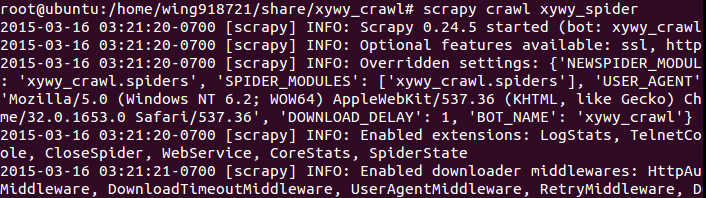 root@ubuntu:/home/wing918721/share/xywy_crawl# scrapy crawl xywy_spider
2015-03-16 03:21:20-0700 [scrapy] INFO: Scrapy 0.24.5 started (bot: xywy_crawl
2015-03-16 03:21:20-0700 [scrapy] INFO: Optional features available: ssl, http
2015-03-16 03:21:20-0700 [scrapy] INFO: Overridden settings: {'NEWSPIDER_MODUL
: 'xywy_crawl.spiders', 'SPIDER_MODULES': ['xywy_crawl.spiders'], 'USER_AGENT'
'Mozilla/5.0 (Windows NT 6.2; WOW64) AppleWebKit/537.36 (KHTML, like Gecko) Ch
me/32.0.1653.0 Safari/537.36', 'DOWNLOAD_DELAY': 1, 'BOT_NAME': 'xywy_crawl'}
2015-03-16 03:21:20-0700 [scrapy] INFO: Enabled extensions: LogStats, TelnetCo
ole, CloseSpider, WebService, CoreStats, SpiderState
2015-03-16 03:21:21-0700 [scrapy] INFO: Enabled downloader middlewares: HttpAu
Middleware, DownloadTimeoutMiddleware, UserAgentMiddleware, RetryMiddleware, D